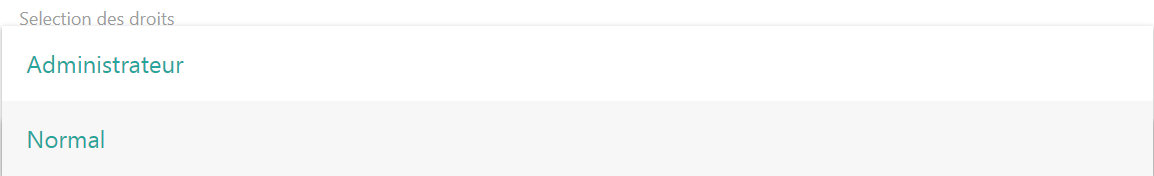 Selection des droits
Administrateur
Normal